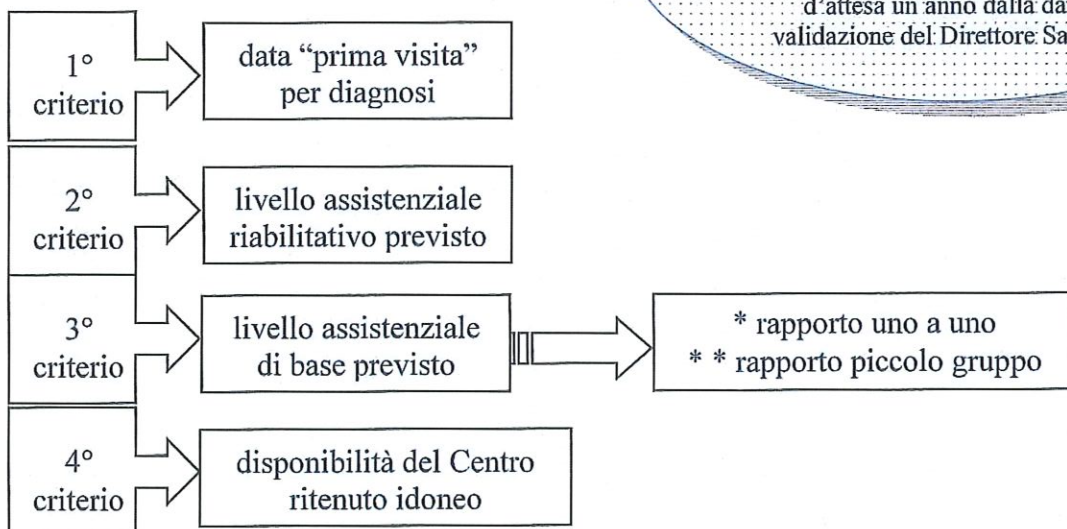 d'attesa un anno dalla
validazione del Direttore
1°
criterio
data “prima visita”
per diagnosi
2°
criterio
livello assistenziale
riabilitativo previsto
3°
criterio
livello assistenziale
di base previsto
* rapporto uno a uno
* * rapporto piccolo gruppo
4°
criterio
disponibilità del Centro
ritenuto idoneo